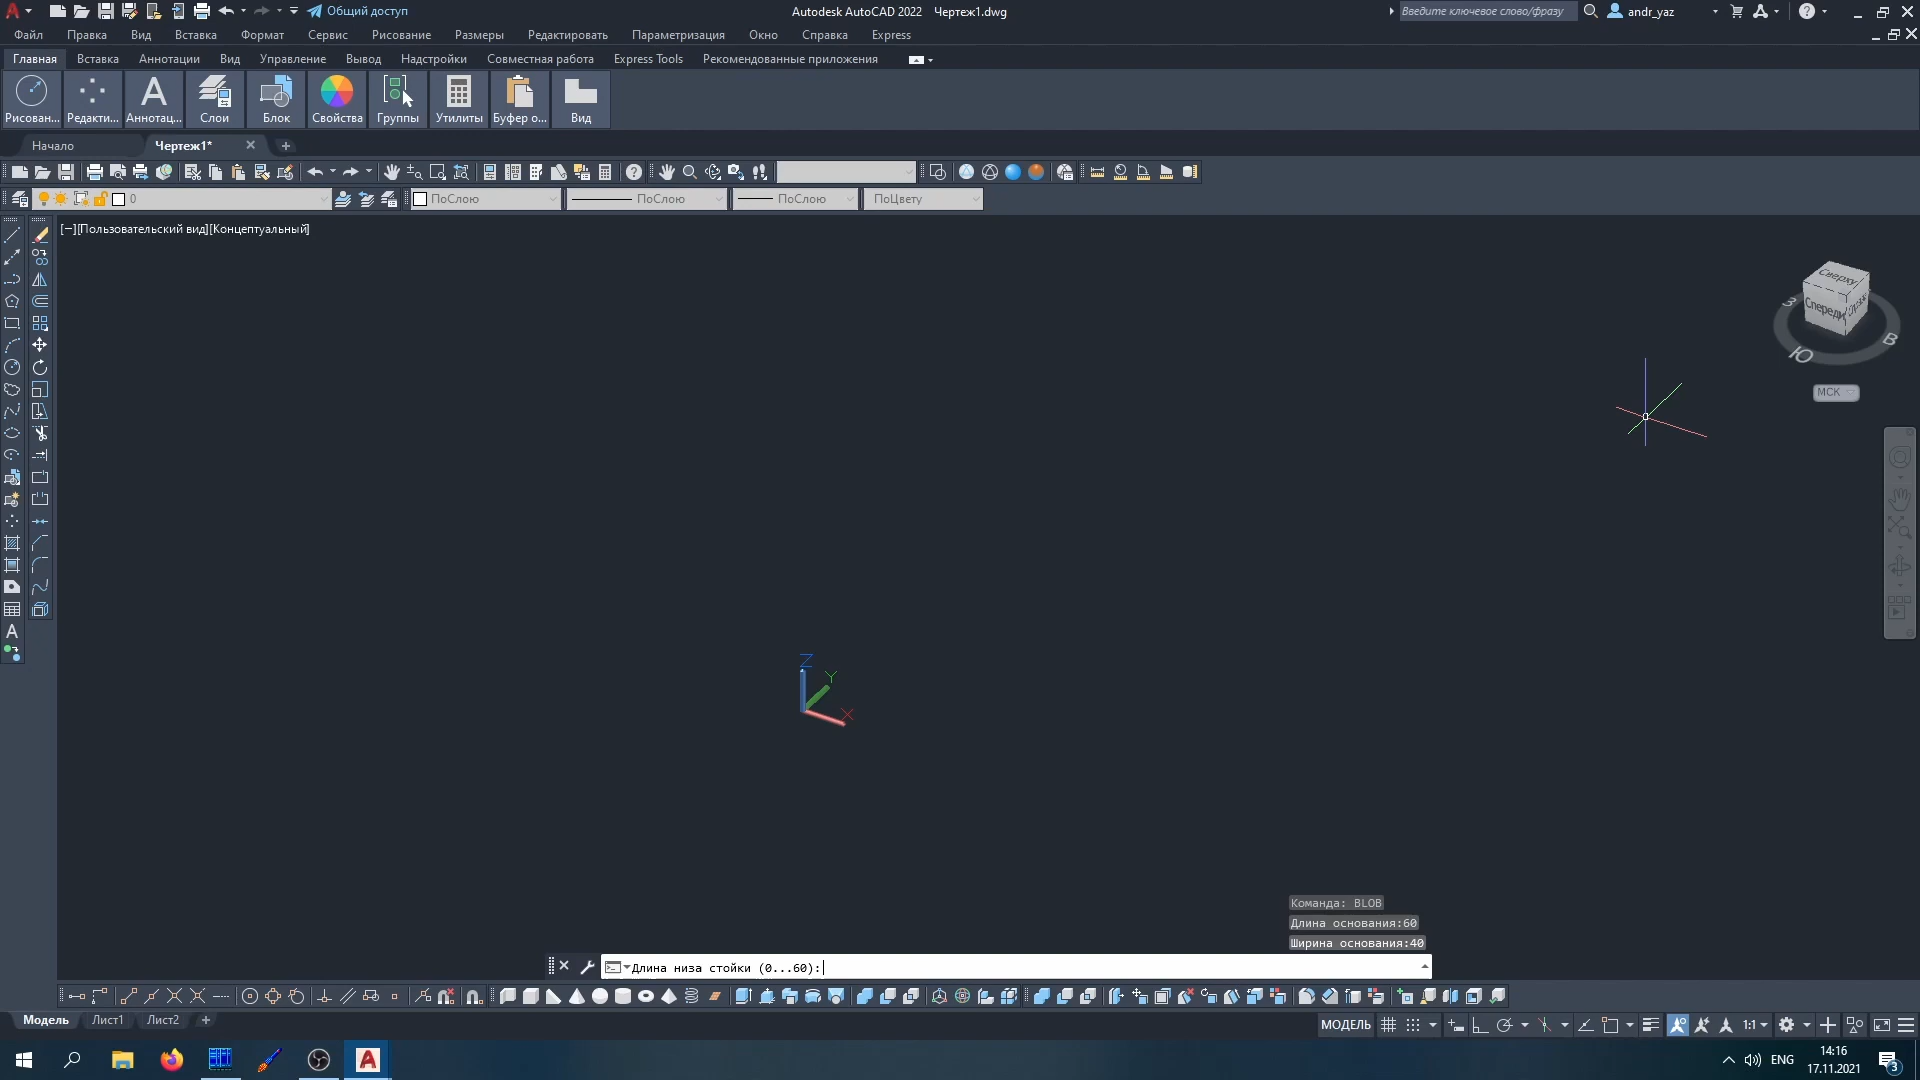 Общий доступ
Autodesk AutoCAD 2022 Чертеж1.dwg
Введите ключевое слово/фразу
andr_yaz
Файл Правка Вид Вставка Формат Сервис Рисование Размеры Редактировать Параметризация Окно Справка Express
Главная Вставка Аннотации Вид Управление Вывод Надстройки Совместная работа Express Tools Рекомендованные приложения
Рисован... Редакти... Аннотац... Слои Блок Свойства Группы Утилиты Буфер о... Вид
Начало Чертеж1*
0 ПоСлою ПоСлою ПоСлою ПоЦвету
[−][Пользовательский вид][Концептуальный]
Сверху
Спереди
З
Ю
В
МСК
Z
Y
X
Команда: BLOB
Длина основания:60
Ширина основания:40
Длина низа стойки (0...60):
Модель Лист1 Лист2 +
МОДЕЛЬ
1:1
ENG
14:16
17.11.2021
3